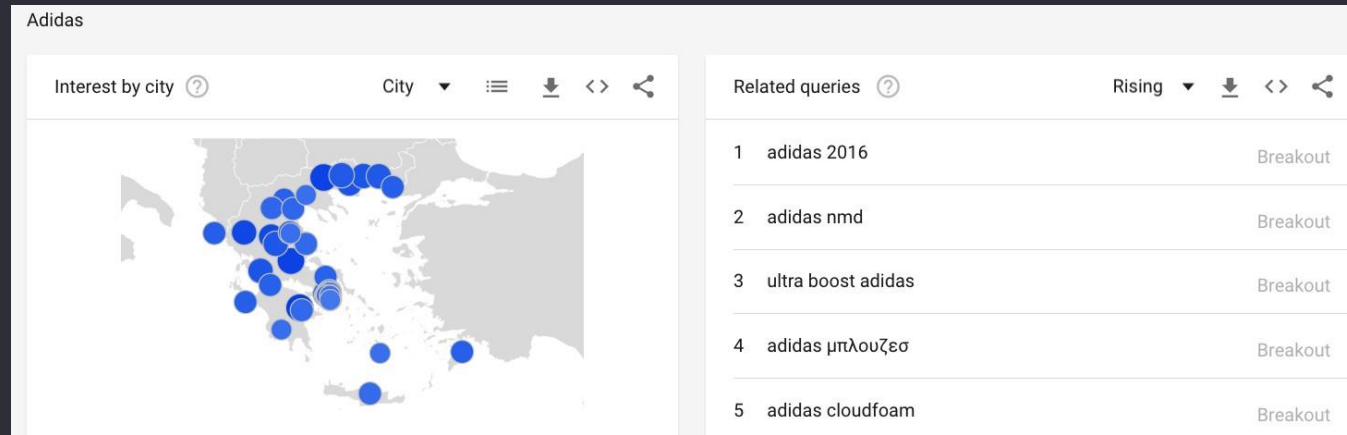 Adidas
Interest by city
City
Related queries
Rising
1 adidas 2016 Breakout
2 adidas nmd Breakout
3 ultra boost adidas Breakout
4 adidas μπλουζεσ Breakout
5 adidas cloudfoam Breakout